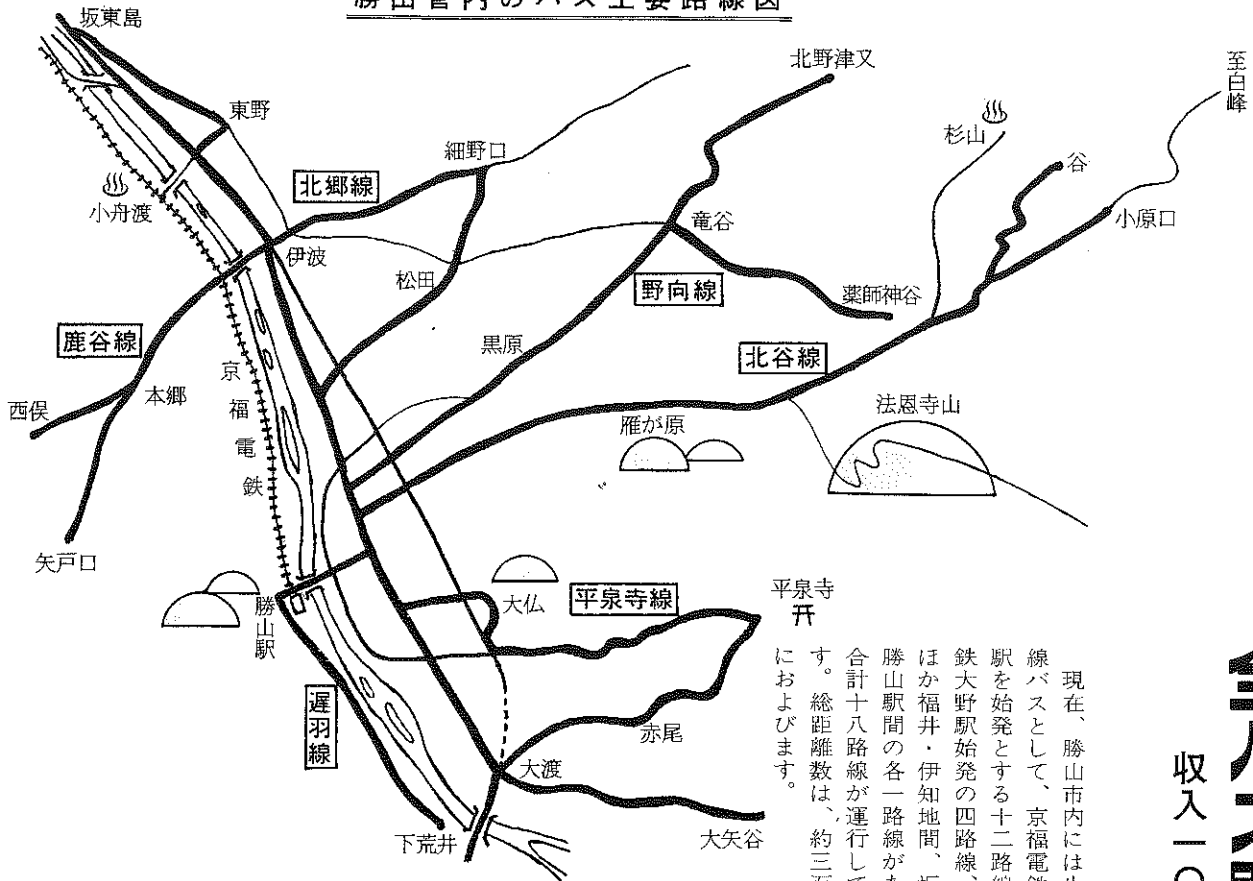 勝山管内のバス主要路線図
坂東島
東野
北野津又
至白峰
杉山
谷
細野口
北郷線
小舟渡
竜谷
小原口
伊波
松田
野向線
薬師神谷
鹿谷線
黒原
北谷線
京福電鉄
西俣
本郷
雁が原
法恩寺山
矢戸口
勝山駅
大仏
平泉寺線
平泉寺
遅羽線
赤尾
大渡
下荒井
大矢谷
現在、勝山市内には
線バスとして、京福電鉄
駅を始発とする十二路線
鉄大野駅始発の四路線、
ほか福井・伊知地間、
勝山駅間の各一路線が
合計十八路線が運行して
す。総距離数は、約三
におよびます。
収入一〇